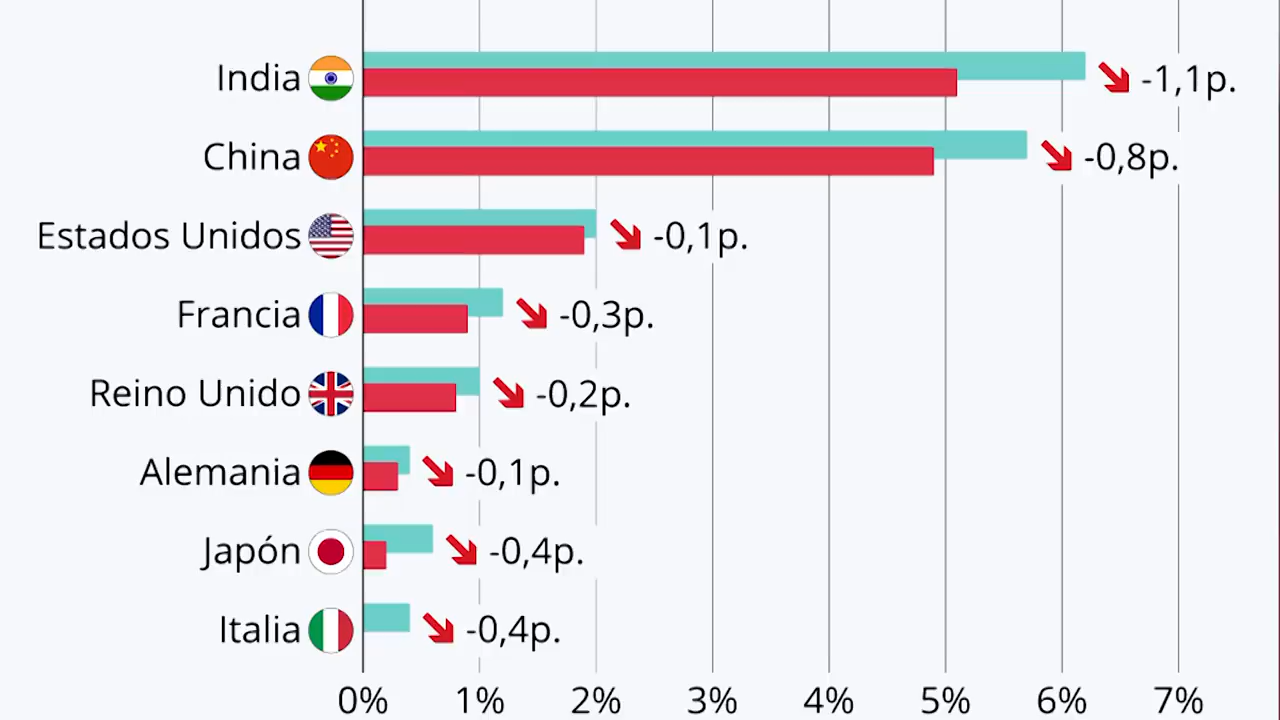 India -1,1p.
China -0,8p.
Estados Unidos -0,1p.
Francia -0,3p.
Reino Unido -0,2p.
Alemania -0,1p.
Japón -0,4p.
Italia -0,4p.
0% 1% 2% 3% 4% 5% 6% 7%